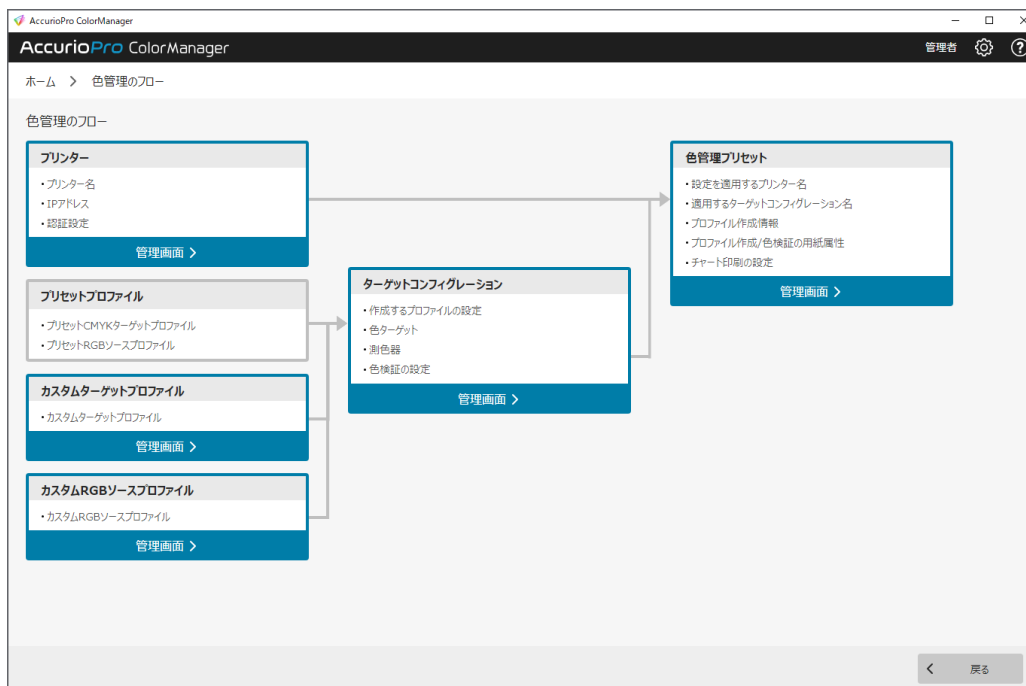 AccurioPro ColorManager
AccurioPro ColorManager
管理者
ホーム > 色管理のフロー
色管理のフロー
プリンター
・プリンター名
・IPアドレス
・認証設定
管理画面 >
プリセットプロファイル
・プリセットCMYKターゲットプロファイル
・プリセットRGBソースプロファイル
カスタムターゲットプロファイル
・カスタムターゲットプロファイル
管理画面 >
カスタムRGBソースプロファイル
・カスタムRGBソースプロファイル
管理画面 >
ターゲットコンフィグレーション
・作成するプロファイルの設定
・色ターゲット
・測色器
・色検証の設定
管理画面 >
色管理プリセット
・設定を適用するプリンター名
・適用するターゲットコンフィグレーション名
・プロファイル作成情報
・プロファイル作成/色検証の用紙属性
・チャート印刷の設定
管理画面 >
< 戻る